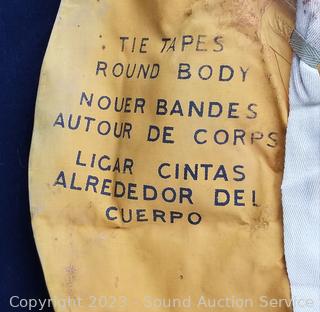 TIE TAPES
ROUND BODY
NOUER BANDES
AUTOUR DE CORPS
LIGAR CINTAS
ALREDEDOR DEL
CUERPO
Copyright 2023 - Sound Auction Service